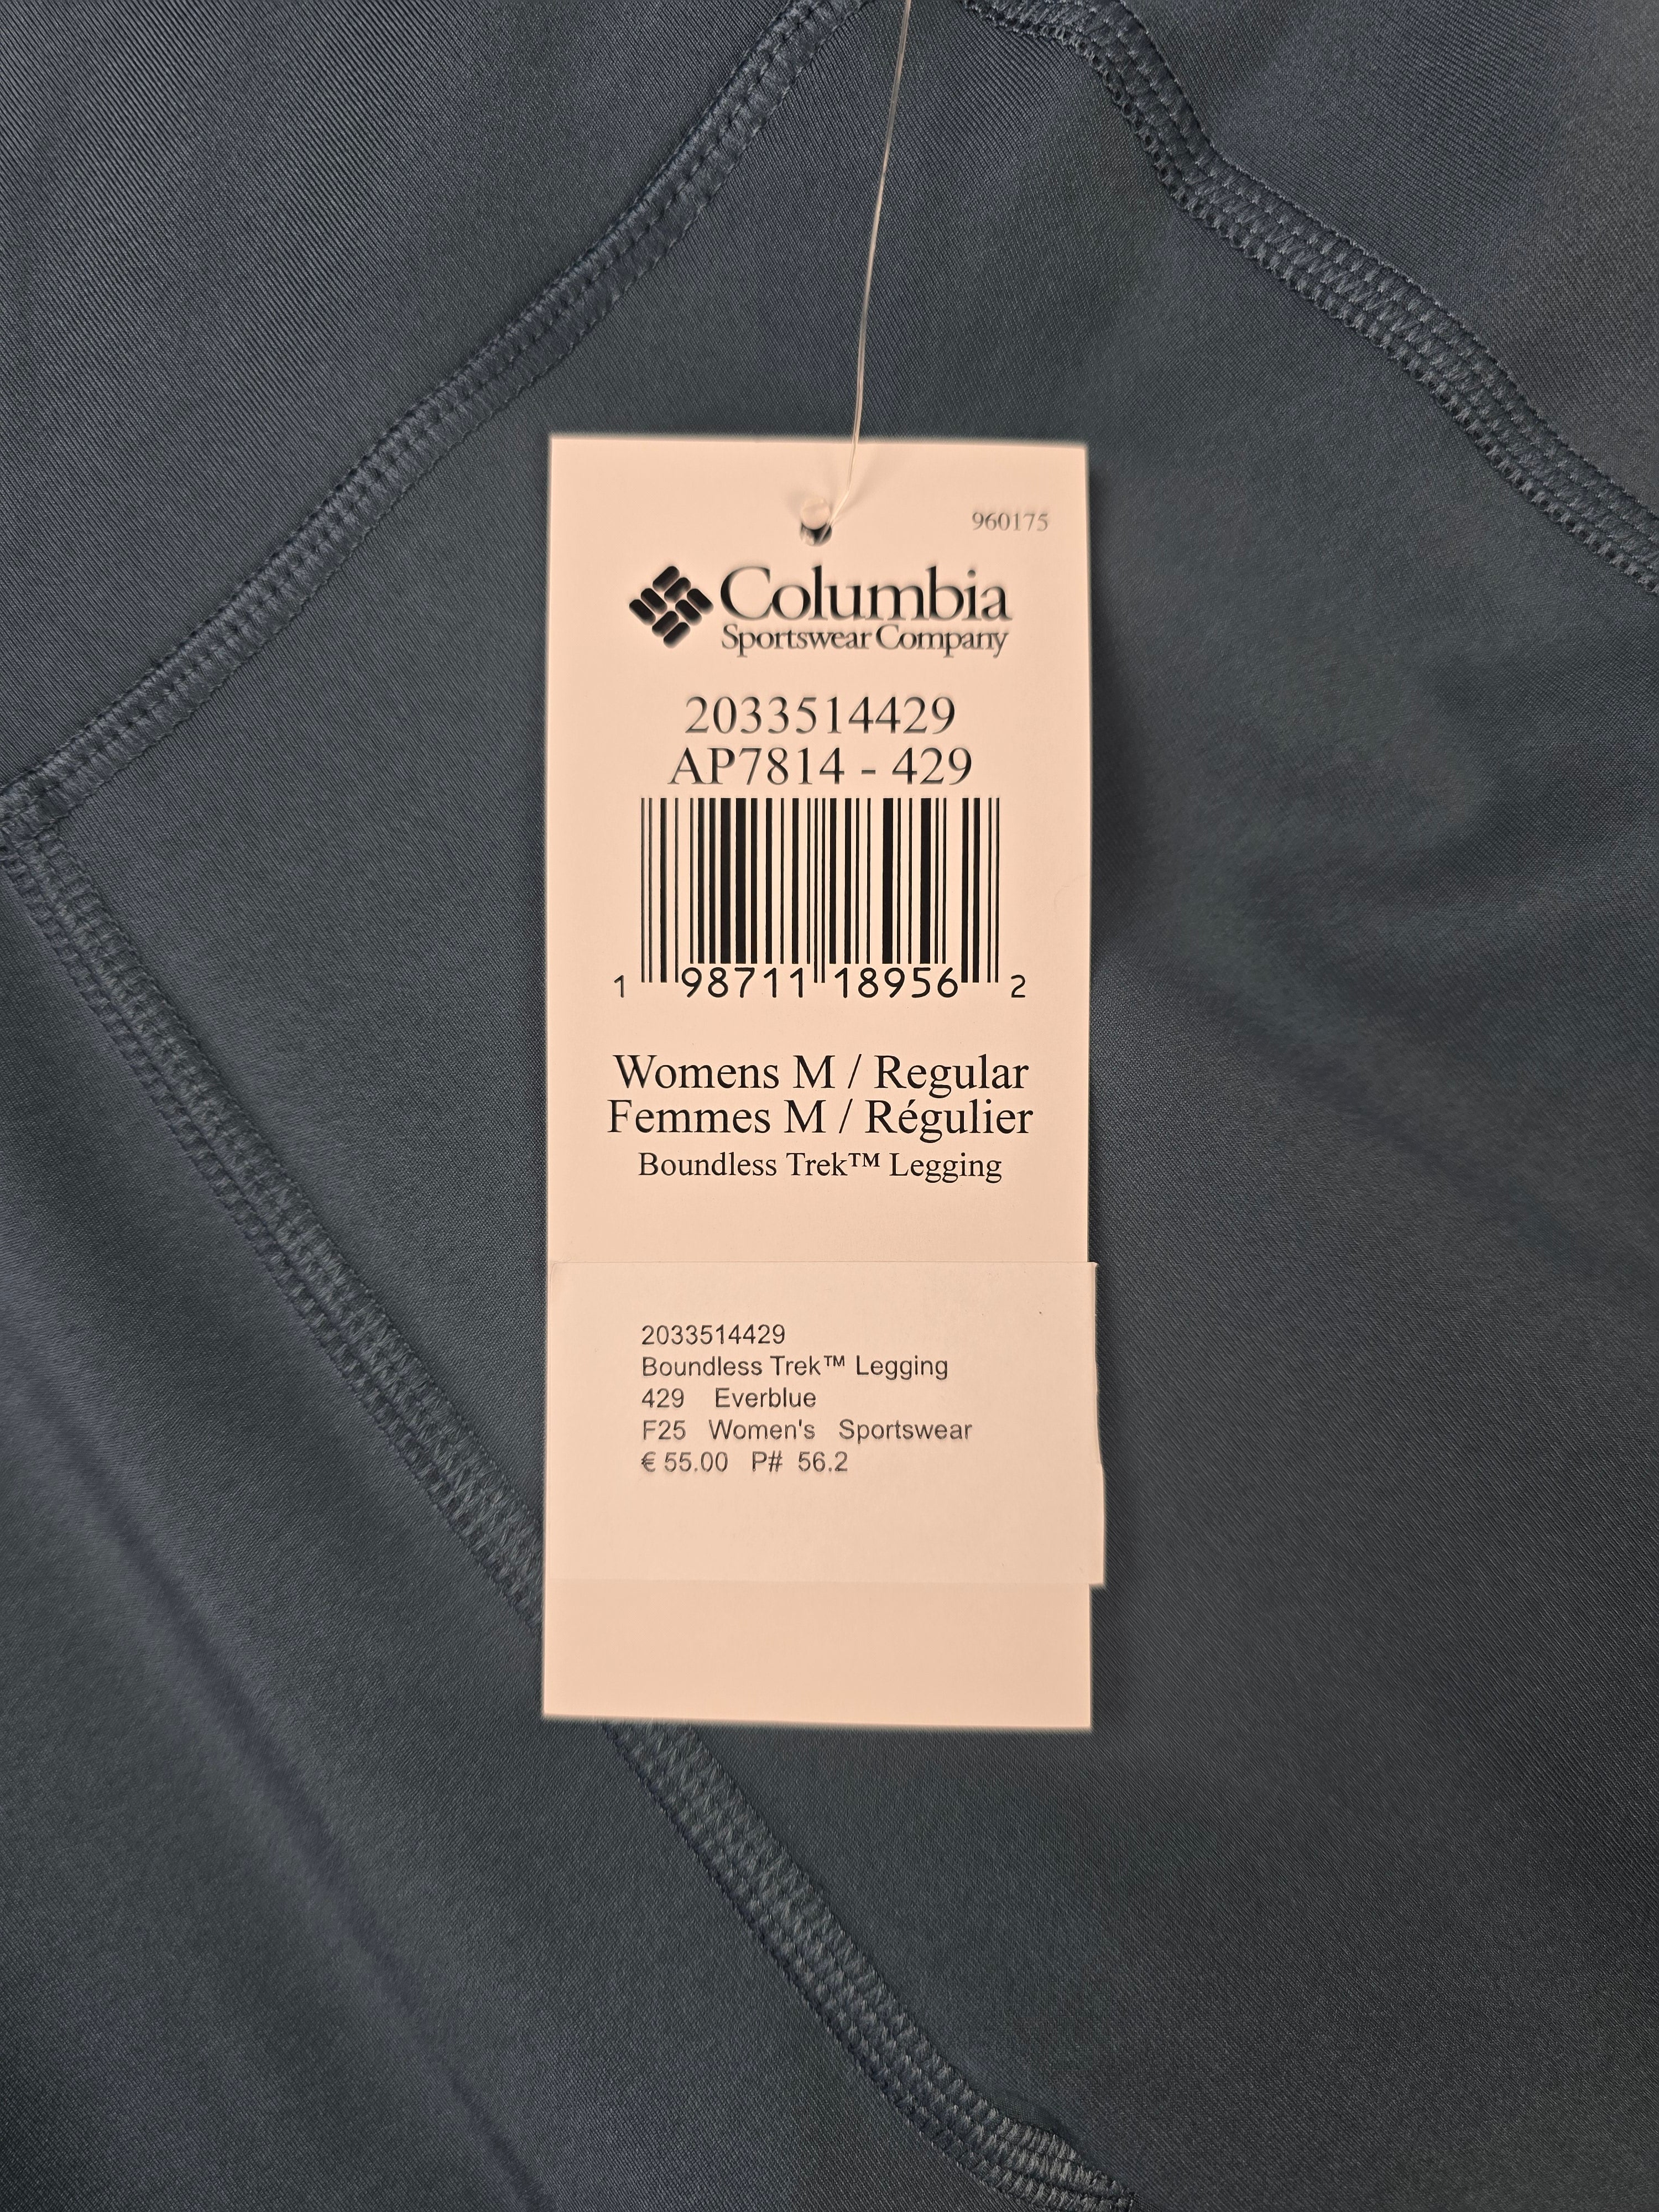 960175
Columbia
Sportswear Company
2033514429
AP7814 - 429
1 98711 18956 2
Womens M / Regular
Femmes M / Régulier
Boundless Trek™ Legging
2033514429
Boundless Trek™ Legging
429 Everblue
F25 Women's Sportswear
€ 55.00 P# 56.2